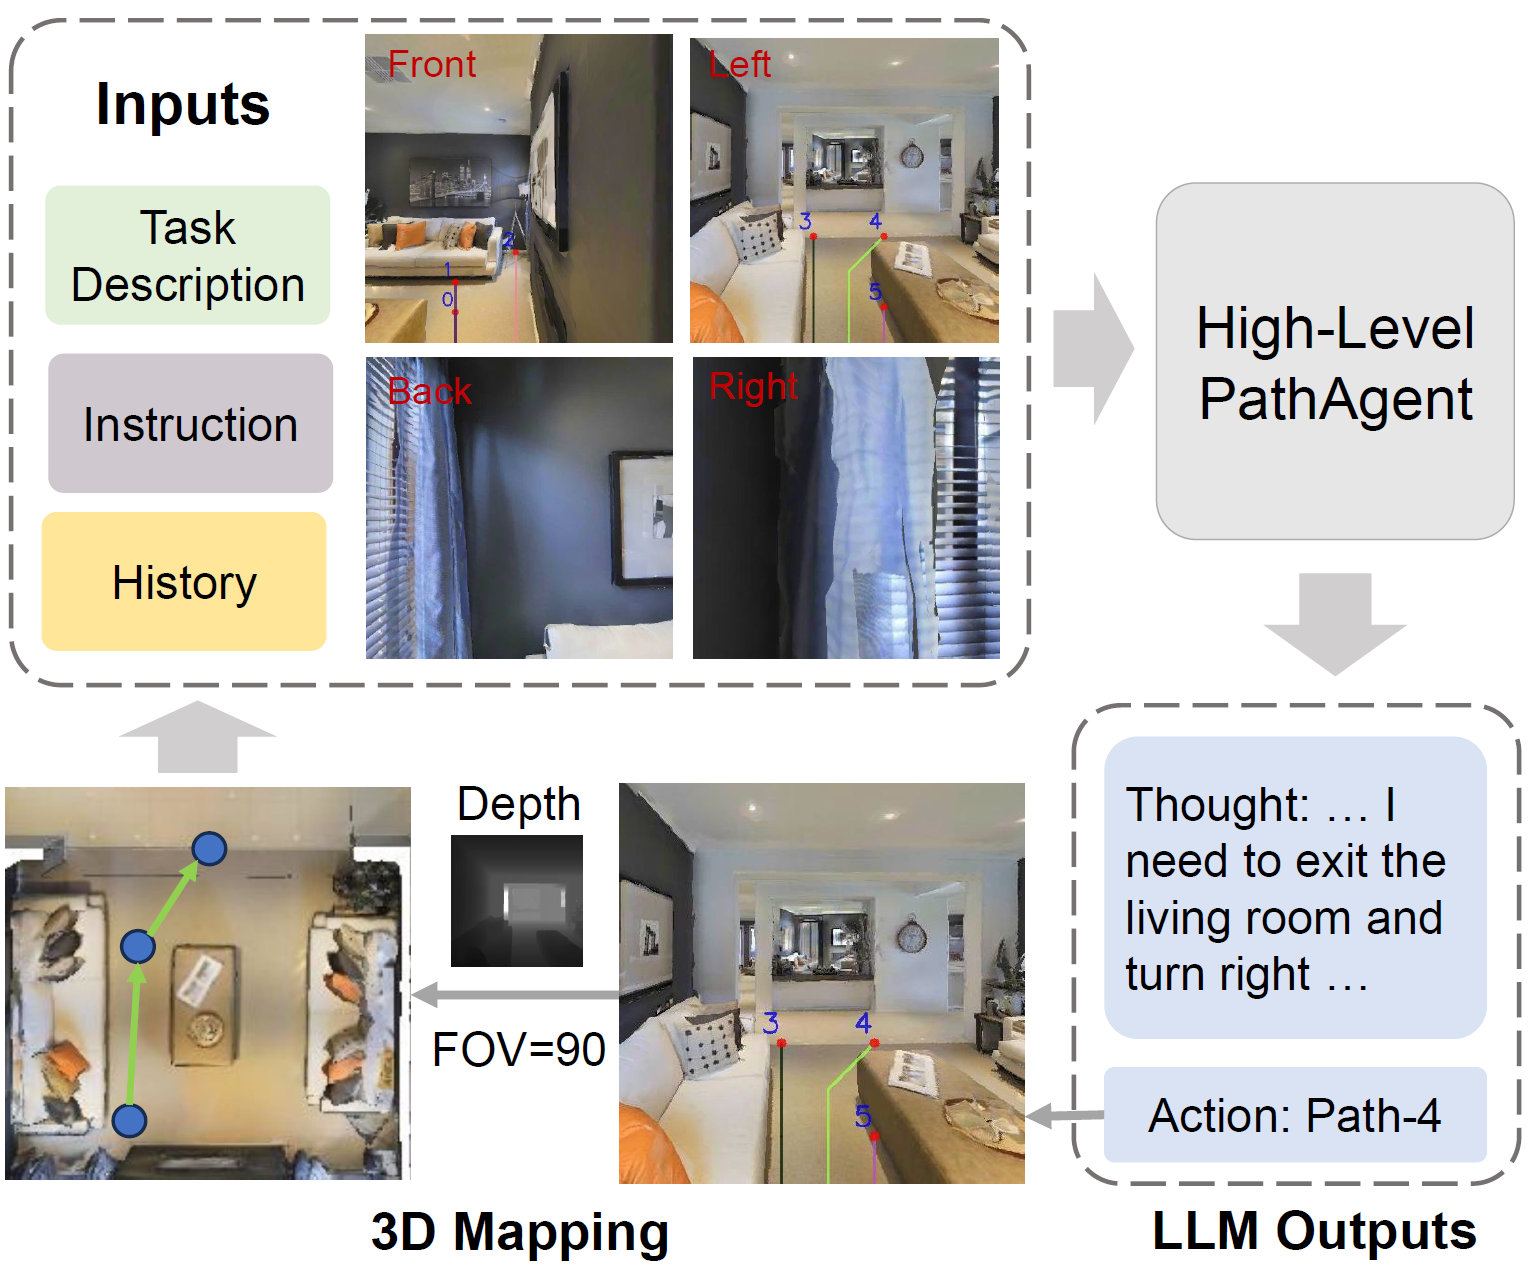 Inputs
Task
Description
Instruction
History
Front
2
1
0
Left
3
4
5
Back
Right
High-Level
PathAgent
Thought: … I
need to exit the
living room and
turn right …
Action: Path-4
LLM Outputs
3
4
5
Depth
FOV=90
3D Mapping